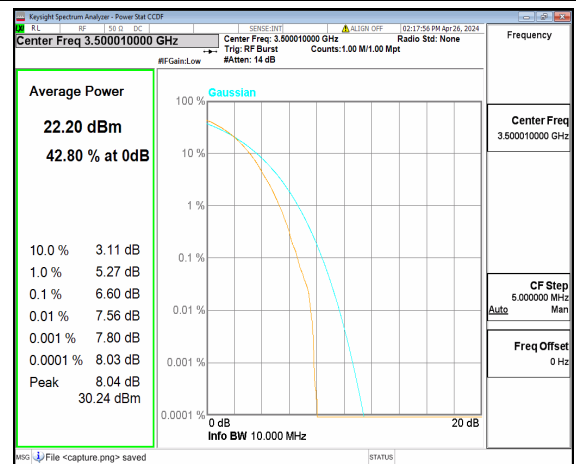 Keysight Spectrum Analyzer - Power Stat CCDF
RL RF 50 Ω DC SENSE:INT ALIGN OFF 02:17:56 PM Apr 26, 2024
Center Freq 3.500010000 GHz
Center Freq: 3.500010000 GHz Radio Std: None
Trig: RF Burst Counts:1.00 M/1.00 Mpt
#IFGain:Low #Atten: 14 dB
Frequency
Average Power
22.20 dBm
42.80 % at 0dB
10.0 % 3.11 dB
1.0 % 5.27 dB
0.1 % 6.60 dB
0.01 % 7.56 dB
0.001 % 7.80 dB
0.0001 % 8.03 dB
Peak 8.04 dB
30.24 dBm
Gaussian
100 %
10 %
1 %
0.1 %
0.01 %
0.001 %
0.0001 %
0 dB 20 dB
Info BW 10.000 MHz
Center Freq
3.500010000 GHz
CF Step
5.000000 MHz
Auto Man
Freq Offset
0 Hz
MSG File <capture.png> saved STATUS